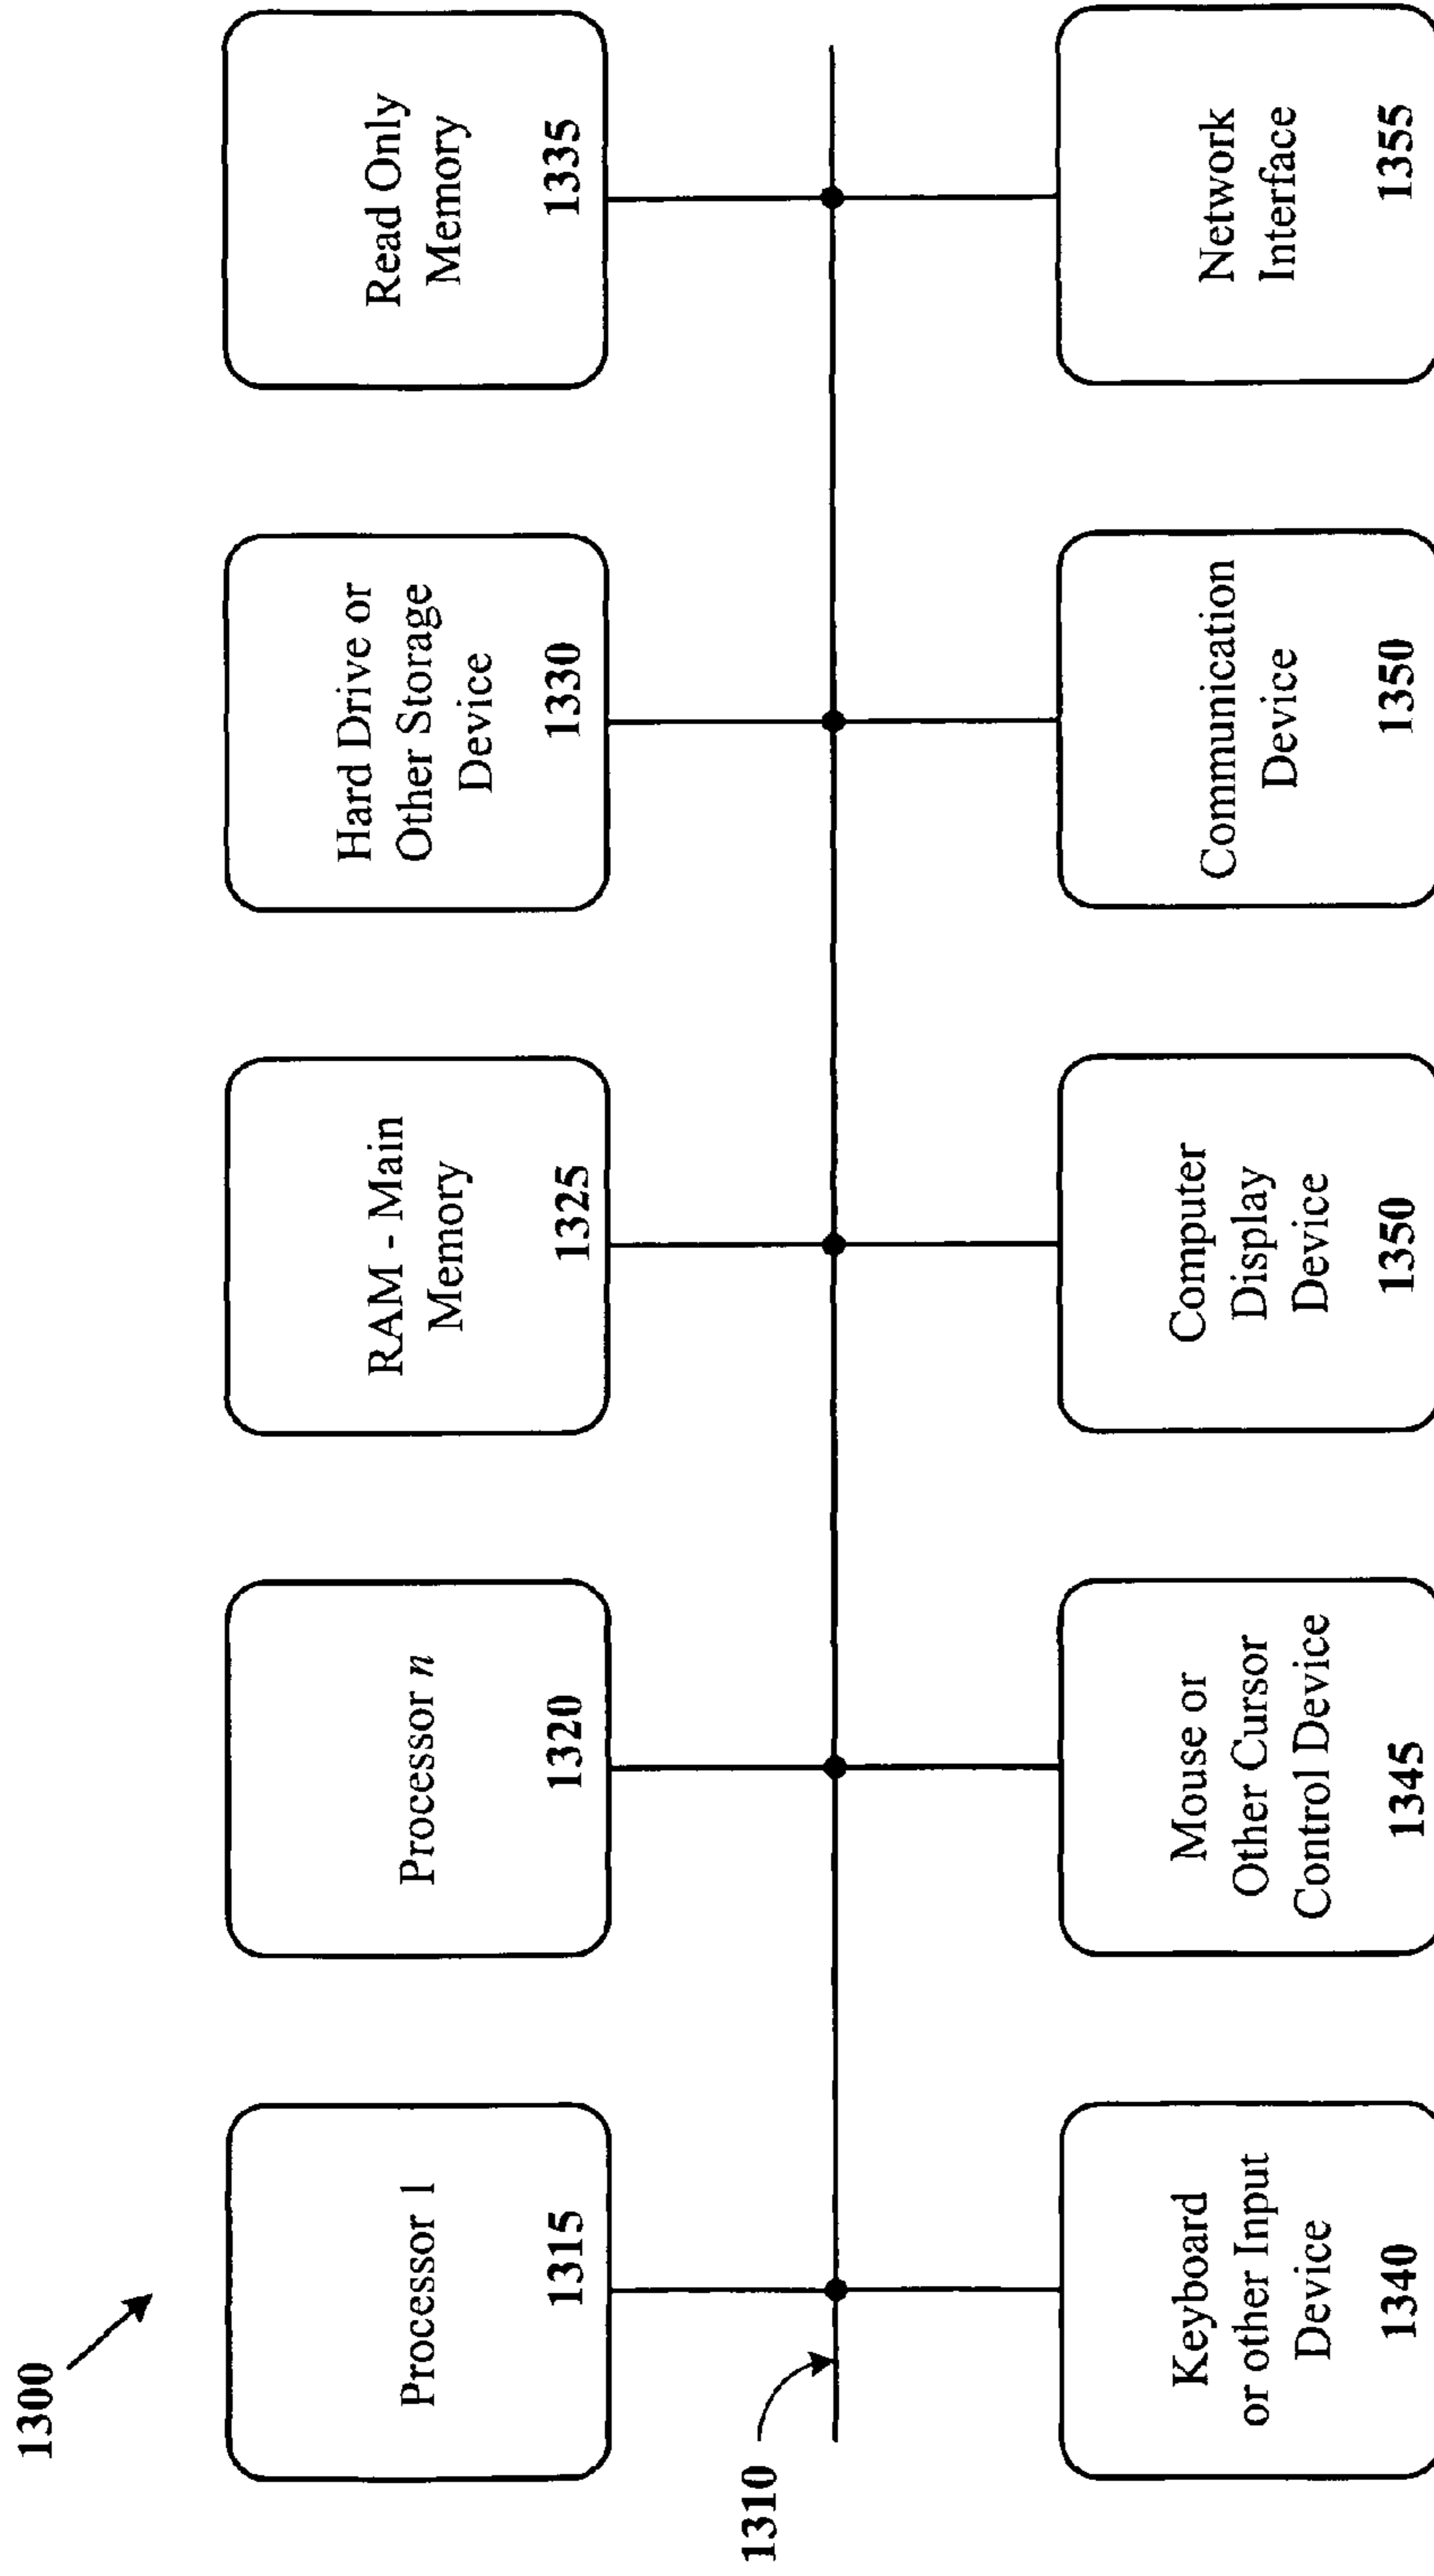 1300
Processor 1
1315
Processor n
1320
RAM - Main
Memory
1325
Hard Drive or
Other Storage
Device
1330
Read Only
Memory
1335
1310
Keyboard
or other Input
Device
1340
Mouse or
Other Cursor
Control Device
1345
Computer
Display
Device
1350
Communication
Device
1350
Network
Interface
1355